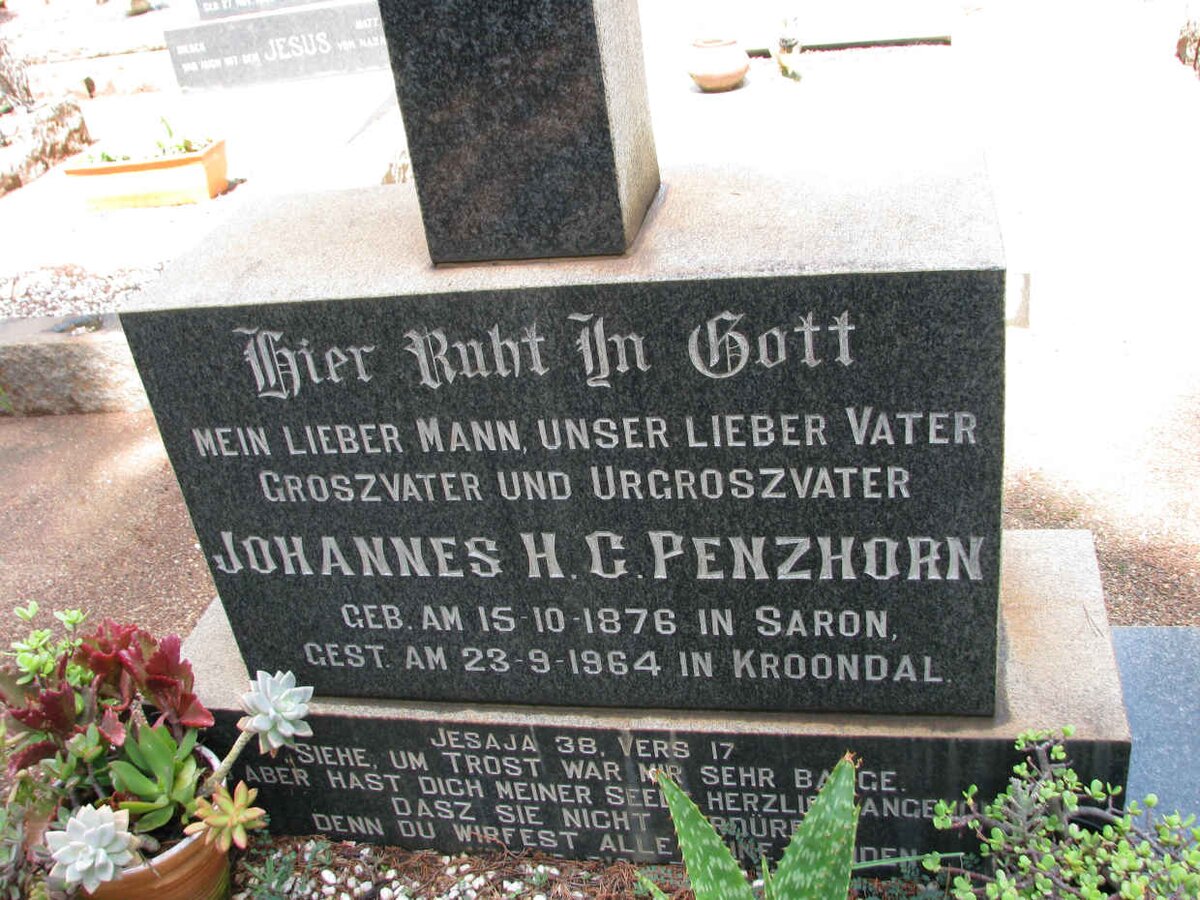 JESUS
Hier Ruht In Gott
MEIN LIEBER MANN, UNSER LIEBER VATER
GROSZVATER UND URGROSZVATER
JOHANNES H. G. PENZHORN
GEB. AM 15-10-1876 IN SARON,
GEST. AM 23-9-1964 IN KROONDAL.
JESAJA 38, VERS 17
SIEHE, UM TROST WAR MIR SEHR BANGE.
ABER HAST DICH MEINER SEELE HERZLICH
DASZ SIE NICHT
DENN DU WIRFEST ALLE